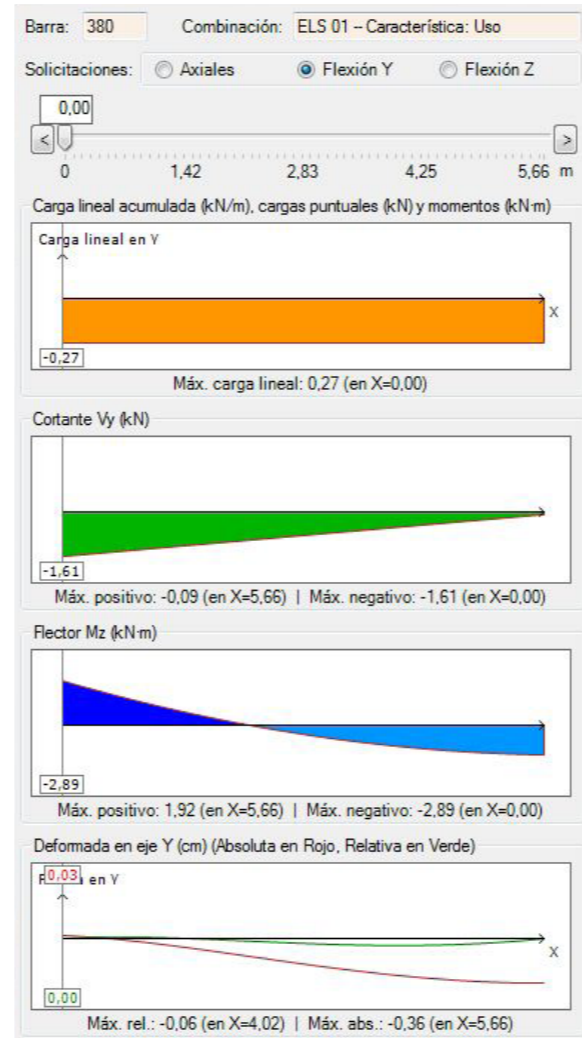 Barra: 380 Combinación: ELS 01 -- Característica: Uso
Solicitaciones: Axiales Flexión Y Flexión Z
0,00
< >
0 1,42 2,83 4,25 5,66 m
Carga lineal acumulada (kN/m), cargas puntuales (kN) y momentos (kN·m)
Carga lineal en Y
X
-0,27
Máx. carga lineal: 0,27 (en X=0,00)
Cortante Vy (kN)
-1,61
Máx. positivo: -0,09 (en X=5,66) | Máx. negativo: -1,61 (en X=0,00)
Flector Mz (kN·m)
-2,89
Máx. positivo: 1,92 (en X=5,66) | Máx. negativo: -2,89 (en X=0,00)
Deformada en eje Y (cm) (Absoluta en Rojo, Relativa en Verde)
0,03 en Y
X
0,00
Máx. rel.: -0,06 (en X=4,02) | Máx. abs.: -0,36 (en X=5,66)